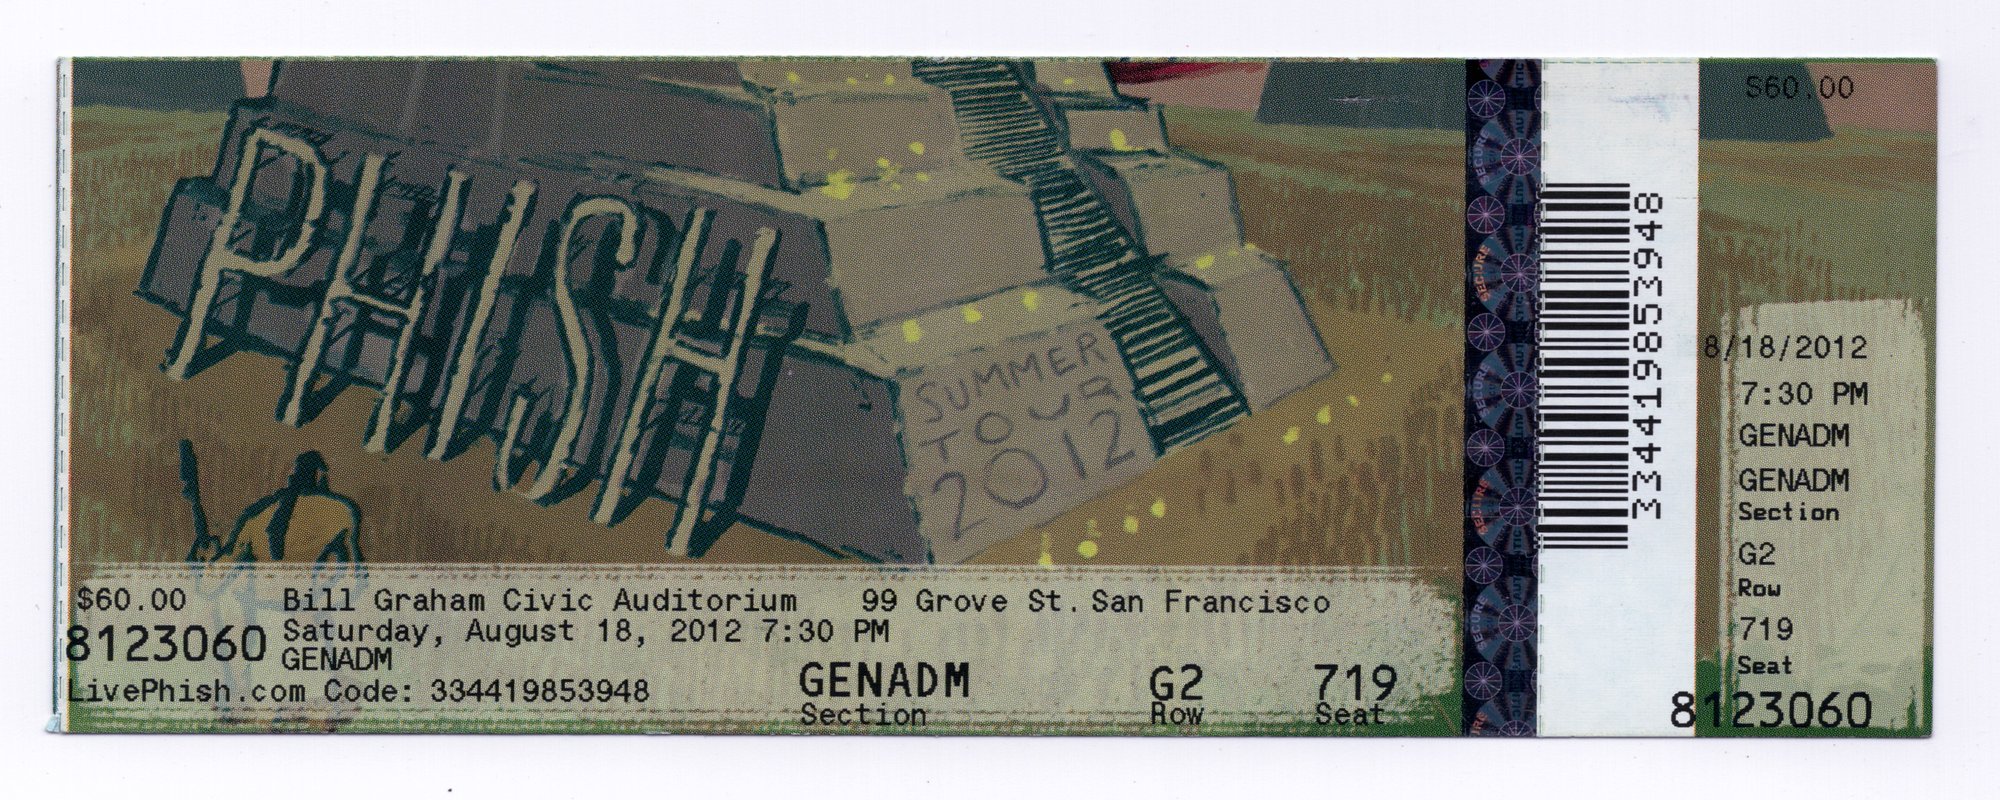 PHISH
SUMMER
TOUR
2012
$60.00 Bill Graham Civic Auditorium 99 Grove St. San Francisco
8123060 Saturday, August 18, 2012 7:30 PM
GENADM
LivePhish.com Code: 334419853948
GENADM G2 719
Section Row Seat
SECURE
334419853948
$60.00
8/18/2012
7:30 PM
GENADM
GENADM
Section
G2
Row
719
Seat
8123060